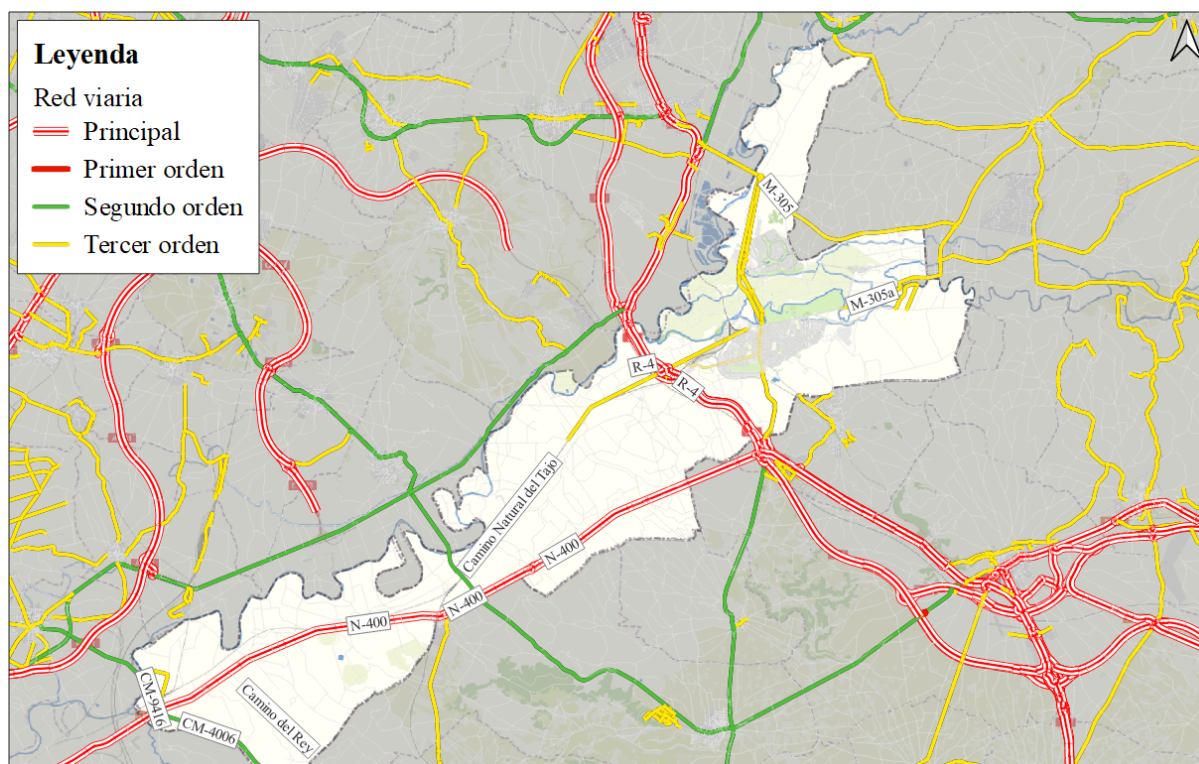 Leyenda
Red viaria
Principal
Primer orden
Segundo orden
Tercer orden
M-305
M-305a
R-4
R-4
Camino Natural del Tajo
N-400
N-400
N-400
Camino del Rey
CM-9416
CM-4006